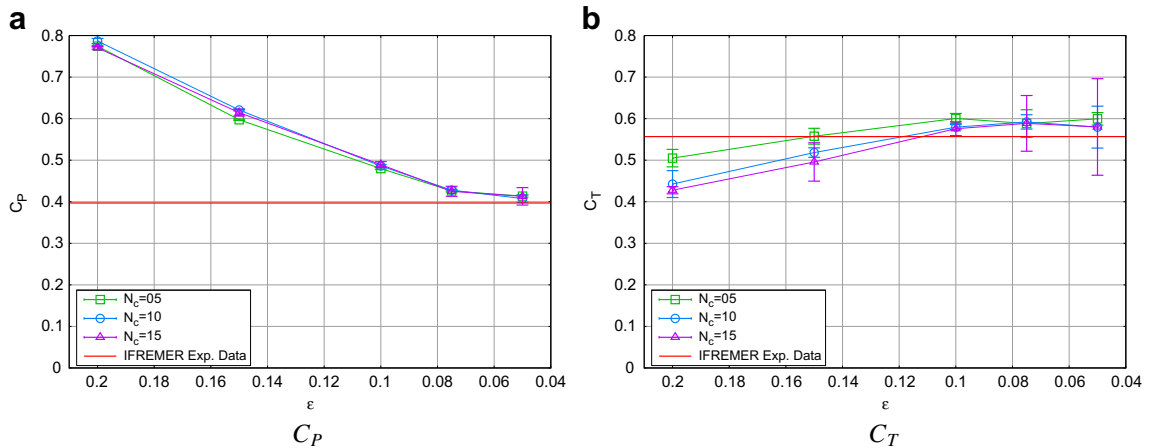 a
0.8
0.7
0.6
0.5
0.4
0.3
0.2
0.1
0
C_P
N_c=05
N_c=10
N_c=15
IFREMER Exp. Data
0.2 0.18 0.16 0.14 0.12 0.1 0.08 0.06 0.04
ε
C_P
b
0.8
0.7
0.6
0.5
0.4
0.3
0.2
0.1
0
C_T
N_c=05
N_c=10
N_c=15
IFREMER Exp. Data
0.2 0.18 0.16 0.14 0.12 0.1 0.08 0.06 0.04
ε
C_T